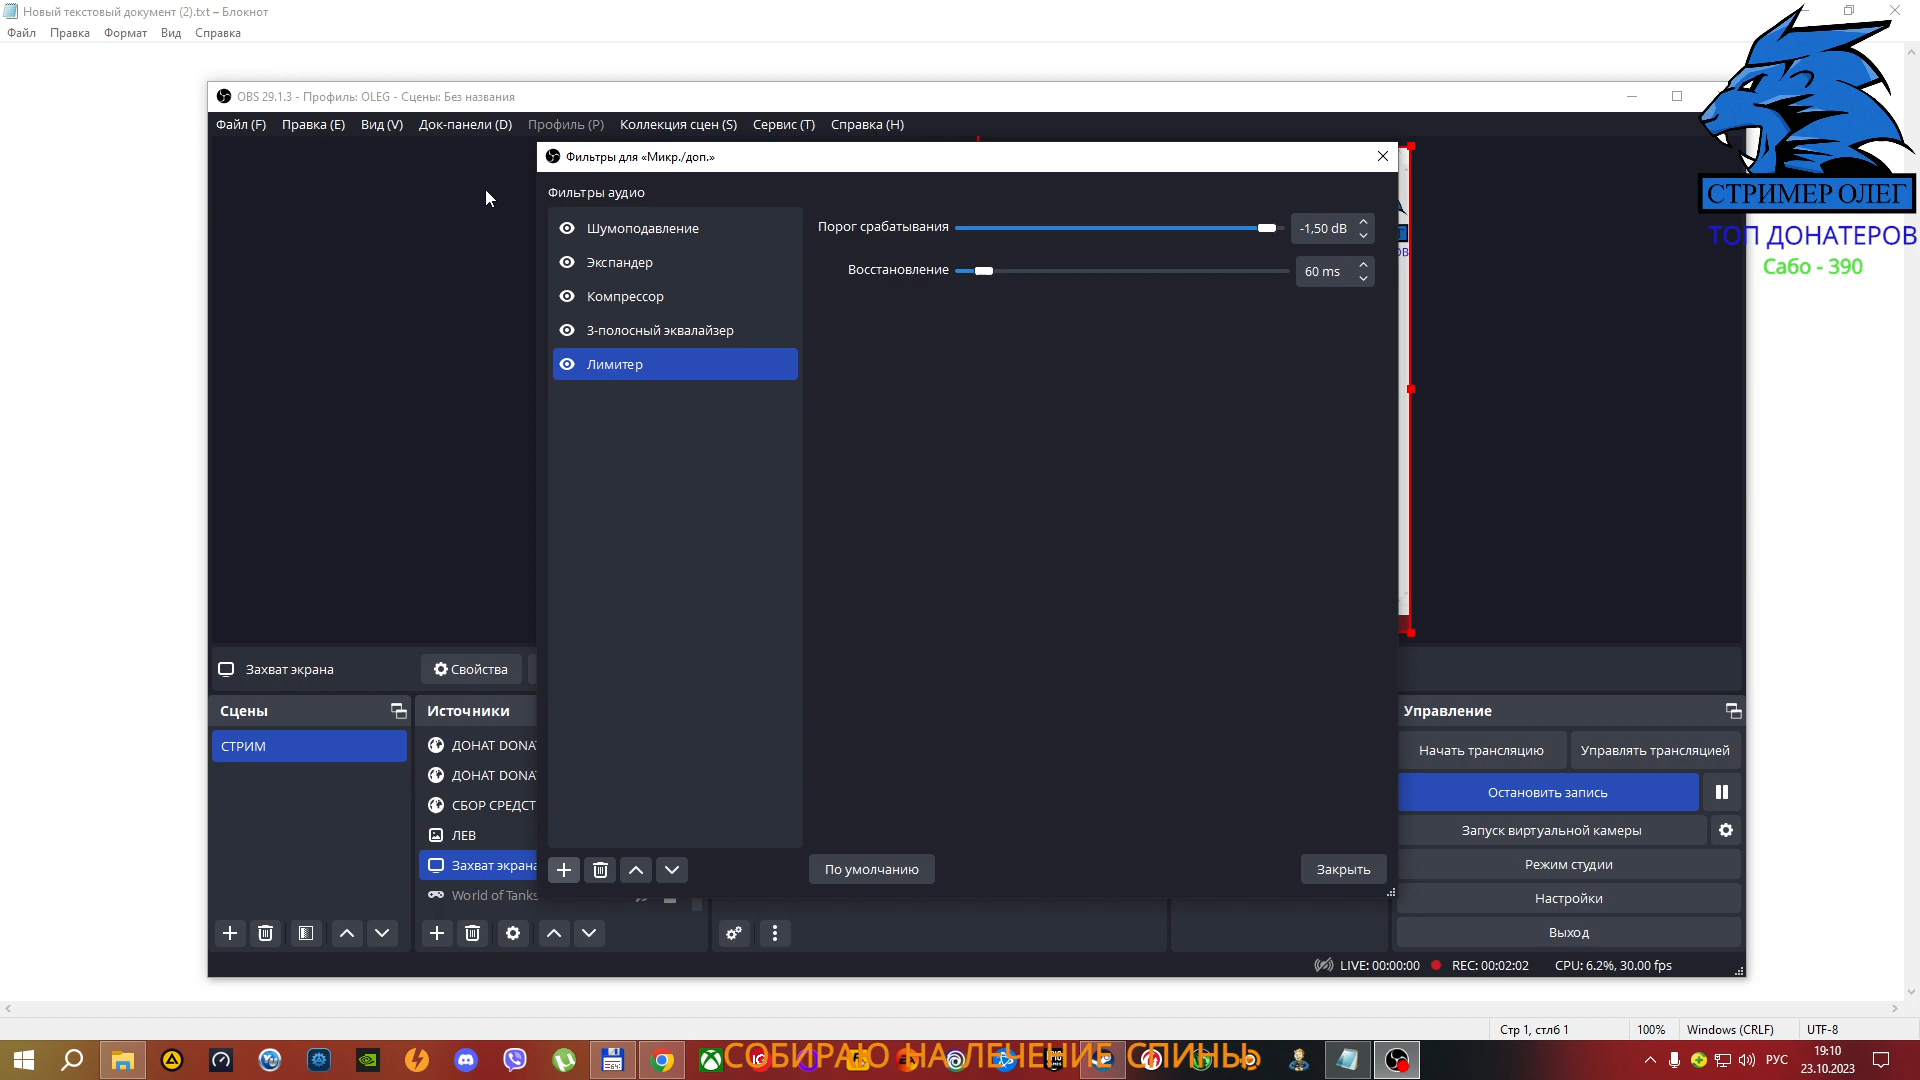 Новый текстовый документ (2).txt – Блокнот
Файл Правка Формат Вид Справка
OBS 29.1.3 - Профиль: OLEG - Сцены: Без названия
Файл (F) Правка (E) Вид (V) Док-панели (D) Профиль (P) Коллекция сцен (S) Сервис (T) Справка (H)
Фильтры для «Микр./доп.»
Фильтры аудио
Шумоподавление
Экспандер
Компрессор
3-полосный эквалайзер
Лимитер
Порог срабатывания -1,50 dB
Восстановление 60 ms
СТРИМЕР ОЛЕГ
ТОП ДОНАТЕРОВ
Сабо - 390
По умолчанию
Закрыть
Захват экрана
Свойства
Сцены
СТРИМ
Источники
ДОНАТ DONA
ДОНАТ DONA
СБОР СРЕДСТ
ЛЕВ
Захват экрана
World of Tanks
Управление
Начать трансляцию Управлять трансляцией
Остановить запись
Запуск виртуальной камеры
Режим студии
Настройки
Выход
LIVE: 00:00:00 REC: 00:02:02 CPU: 6.2%, 30.00 fps
Стр 1, стлб 1 100% Windows (CRLF) UTF-8
СОБИРАЮ НА ЛЕЧЕНИЕ СПИНЫ
РУС
19:10
23.10.2023